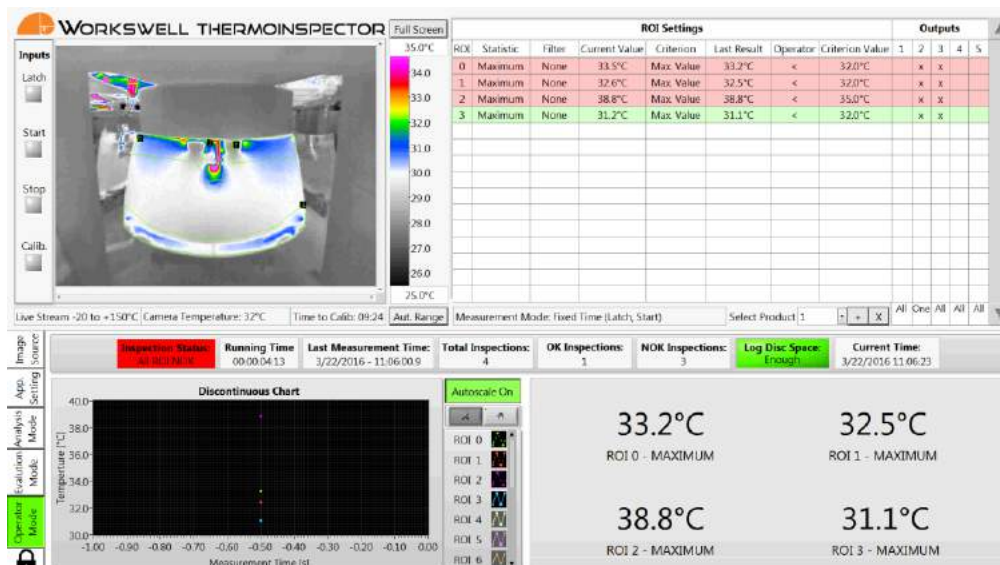 WORKSWELL THERMOINSPECTOR Full Screen
Inputs
Latch
Start
Stop
Calib.
35.0°C
34.0
33.0
32.0
31.0
30.0
29.0
28.0
27.0
26.0
25.0°C
Aut. Range
ROI Settings Outputs
ROI Statistic Filter Current Value Criterion Last Result Operator Criterion Value 1 2 3 4 5
0 Maximum None 33.5°C Max. Value 33.2°C < 32.0°C x x
1 Maximum None 32.6°C Max. Value 32.5°C < 32.0°C x x
2 Maximum None 38.8°C Max. Value 38.8°C < 35.0°C x x
3 Maximum None 31.2°C Max. Value 31.1°C < 32.0°C x x
All One All All All
Live Stream -20 to +150°C Camera Temperature: 32°C Time to Calib: 09:24
Measurement Mode: Fixed Time (Latch, Start) Select Product 1 + X
Image Source
App. Setting
Analysis Mode
Evalution Mode
Operator Mode
Inspection Status:
All ROI NOK
Running Time
00:00:04:13
Last Measurement Time:
3/22/2016 - 11:06:00.9
Total Inspections:
4
OK Inspections:
1
NOK Inspections:
3
Log Disc Space:
Enough
Current Time:
3/22/2016 11:06:23
Discontinuous Chart
Temperture [°C]
40.0
38.0
36.0
34.0
32.0
30.0
-1.00 -0.90 -0.80 -0.70 -0.60 -0.50 -0.40 -0.30 -0.20 -0.10 0.00
Measurement Time [s]
Autoscale On
ROI 0
ROI 1
ROI 2
ROI 3
ROI 4
ROI 5
ROI 6
33.2°C
ROI 0 - MAXIMUM
32.5°C
ROI 1 - MAXIMUM
38.8°C
ROI 2 - MAXIMUM
31.1°C
ROI 3 - MAXIMUM